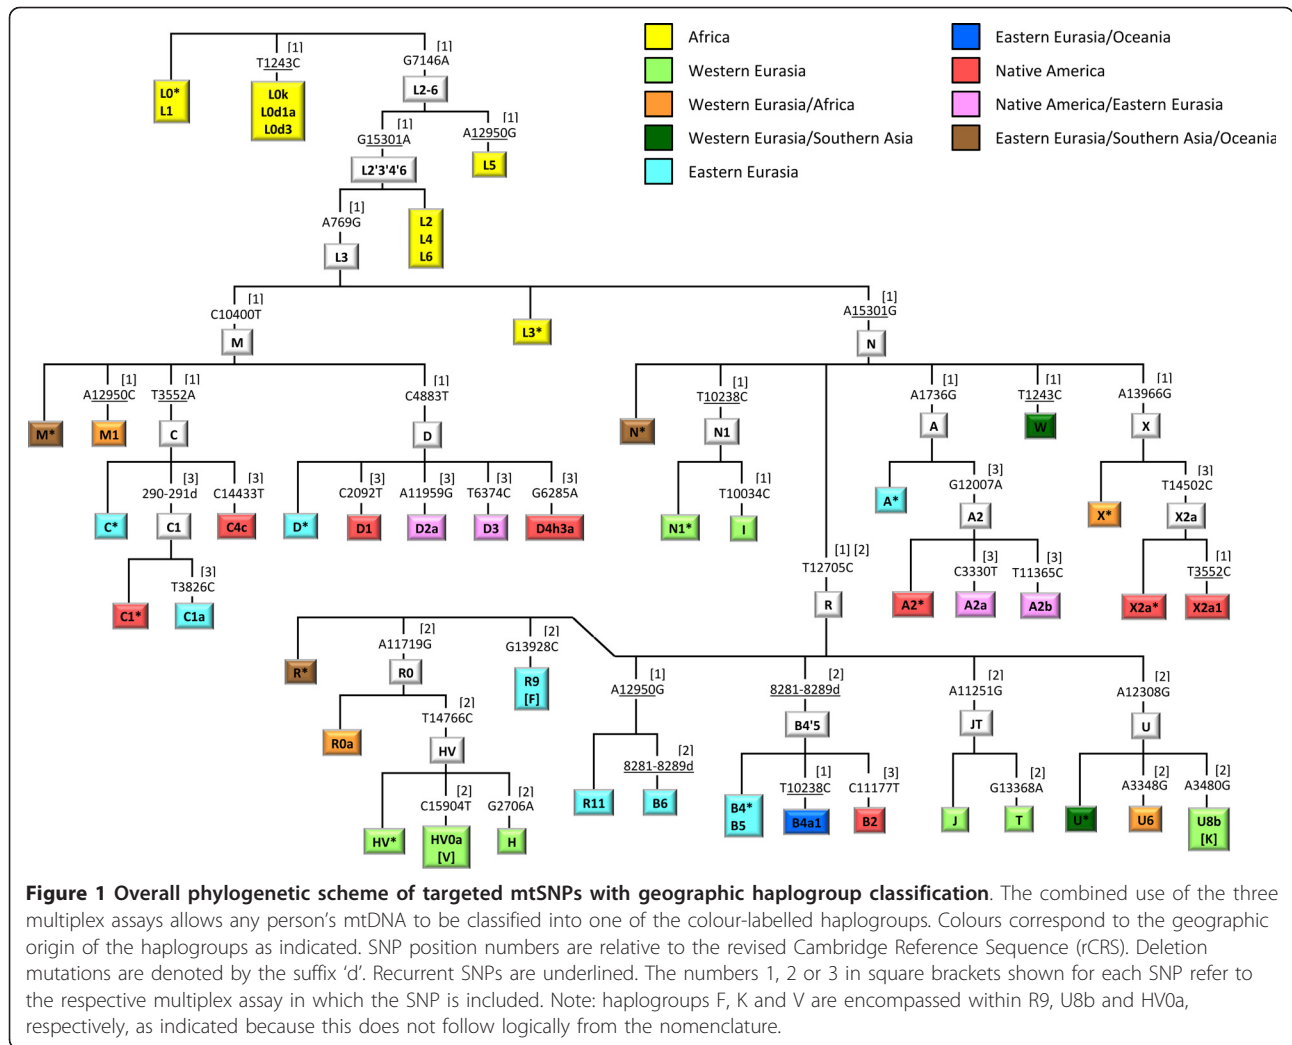 Africa
Western Eurasia
Western Eurasia/Africa
Western Eurasia/Southern Asia
Eastern Eurasia
Eastern Eurasia/Oceania
Native America
Native America/Eastern Eurasia
Eastern Eurasia/Southern Asia/Oceania
[1]
T1243C
[1]
G7146A
L0*
L1
L0k
L0d1a
L0d3
L2-6
[1]
G15301A
[1]
A12950G
L2'3'4'6
L5
[1]
A769G
L2
L4
L6
L3
[1]
C10400T
[1]
A15301G
M
L3*
N
[1]
A12950C
[1]
T3552A
[1]
C4883T
[1]
T10238C
[1]
A1736G
[1]
T1243C
[1]
A13966G
M*
M1
C
D
N*
N1
A
W
X
[3]
290-291d
[3]
C14433T
[3]
C2092T
[3]
A11959G
[3]
T6374C
[3]
G6285A
[1]
T10034C
[3]
G12007A
[3]
T14502C
C*
C1
C4c
D*
D1
D2a
D3
D4h3a
N1*
I
A*
A2
X*
X2a
[3]
T3826C
[1] [2]
T12705C
[3]
C3330T
[3]
T11365C
[1]
T3552C
C1*
C1a
R
A2*
A2a
A2b
X2a*
X2a1
[2]
A11719G
[2]
G13928C
R*
R0
R9
[F]
[1]
A12950G
[2]
8281-8289d
[2]
A11251G
[2]
A12308G
[2]
T14766C
B4'5
JT
U
R0a
HV
[2]
8281-8289d
[2]
C15904T
[2]
G2706A
[1]
T10238C
[3]
C11177T
[2]
G13368A
[2]
A3348G
[2]
A3480G
HV*
HV0a
[V]
H
R11
B6
B4*
B5
B4a1
B2
J
T
U*
U6
U8b
[K]
Figure 1 Overall phylogenetic scheme of targeted mtSNPs with geographic haplogroup classification. The combined use of the three
multiplex assays allows any person's mtDNA to be classified into one of the colour-labelled haplogroups. Colours correspond to the geographic
origin of the haplogroups as indicated. SNP position numbers are relative to the revised Cambridge Reference Sequence (rCRS). Deletion
mutations are denoted by the suffix 'd'. Recurrent SNPs are underlined. The numbers 1, 2 or 3 in square brackets shown for each SNP refer to
the respective multiplex assay in which the SNP is included. Note: haplogroups F, K and V are encompassed within R9, U8b and HV0a,
respectively, as indicated because this does not follow logically from the nomenclature.